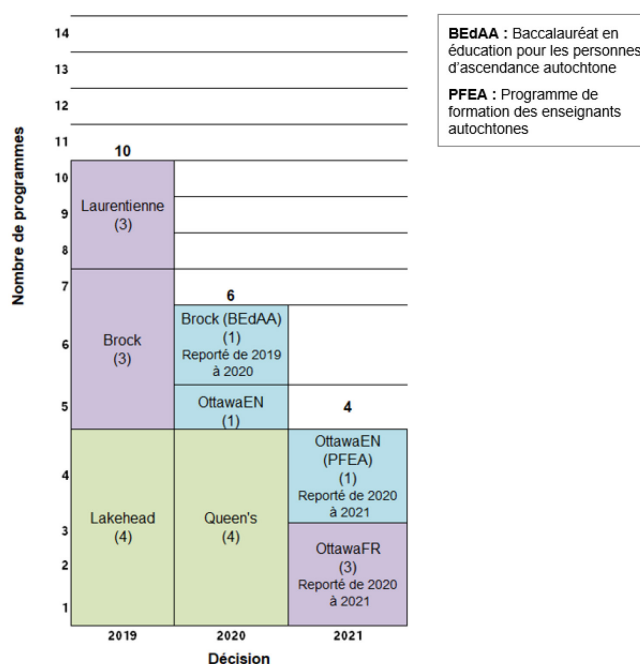 Nombre de programmes
14
13
12
11
10
9
8
7
6
5
4
3
2
1
10
Laurentienne
(3)
Brock
(3)
Lakehead
(4)
6
Brock (BEdAA)
(1)
Reporté de 2019
à 2020
OttawaEN
(1)
Queen's
(4)
4
OttawaEN
(PFEA)
(1)
Reporté de 2020
à 2021
OttawaFR
(3)
Reporté de 2020
à 2021
2019
2020
2021
Décision
BEdAA : Baccalauréat en
éducation pour les personnes
d'ascendance autochtone
PFEA : Programme de
formation des enseignants
autochtones